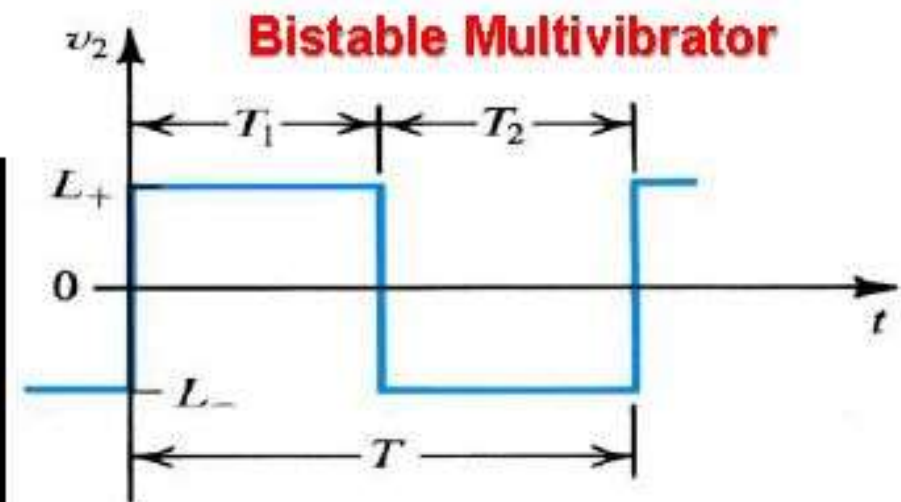 Bistable Multivibrator
v₂
T₁ T₂
L₊
0
t
L₋
T